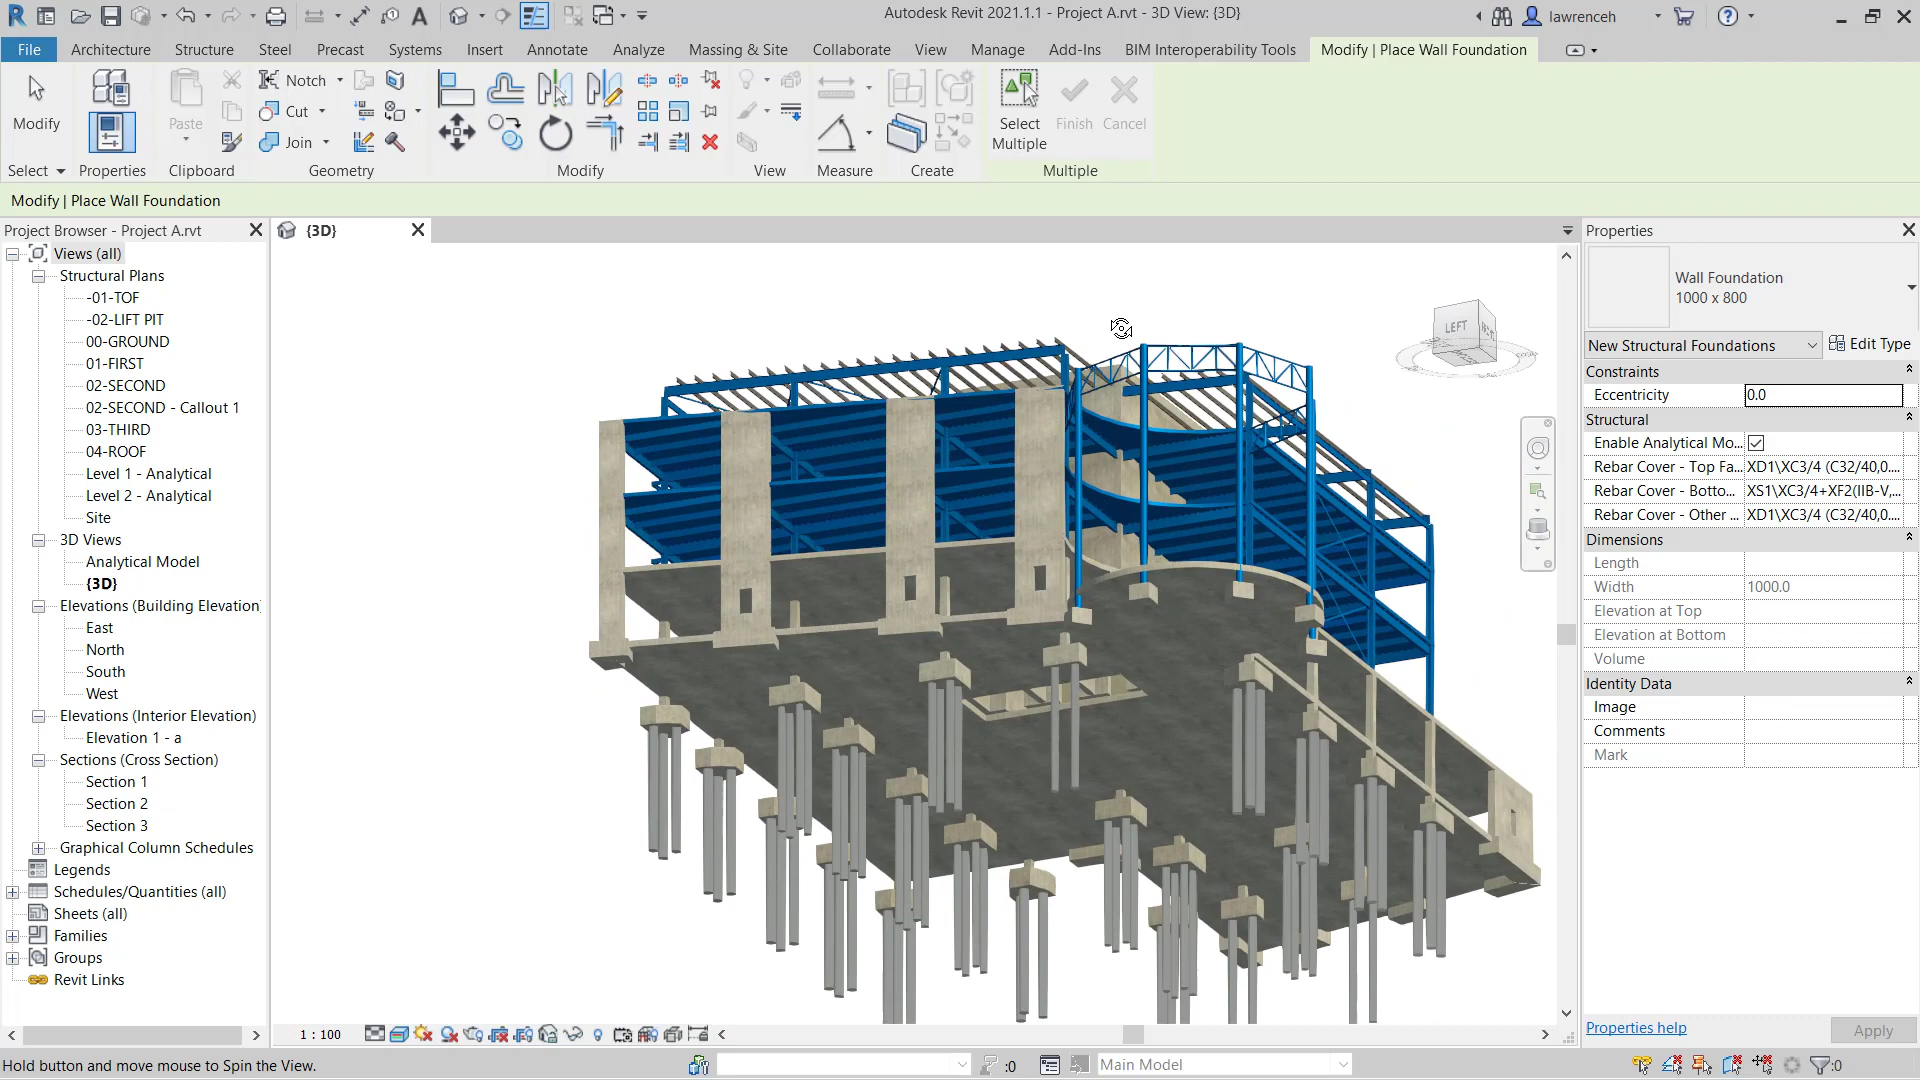 Autodesk Revit 2021.1.1 - Project A.rvt - 3D View: {3D}
lawrenceh
File
Architecture
Structure
Steel
Precast
Systems
Insert
Annotate
Analyze
Massing & Site
Collaborate
View
Manage
Add-Ins
BIM Interoperability Tools
Modify | Place Wall Foundation
Modify
Paste
Notch
Cut
Join
Select Multiple
Finish
Cancel
Select
Properties
Clipboard
Geometry
Modify
View
Measure
Create
Multiple
Modify | Place Wall Foundation
Project Browser - Project A.rvt
Views (all)
Structural Plans
-01-TOF
-02-LIFT PIT
00-GROUND
01-FIRST
02-SECOND
02-SECOND - Callout 1
03-THIRD
04-ROOF
Level 1 - Analytical
Level 2 - Analytical
Site
3D Views
Analytical Model
{3D}
Elevations (Building Elevation)
East
North
South
West
Elevations (Interior Elevation)
Elevation 1 - a
Sections (Cross Section)
Section 1
Section 2
Section 3
Graphical Column Schedules
Legends
Schedules/Quantities (all)
Sheets (all)
Families
Groups
Revit Links
{3D}
LEFT
1 : 100
Properties
Wall Foundation
1000 x 800
New Structural Foundations
Edit Type
Constraints
Eccentricity 0.0
Structural
Enable Analytical Mo...
Rebar Cover - Top Fa... XD1\XC3/4 (C32/40,0....
Rebar Cover - Botto... XS1\XC3/4+XF2(IIB-V,...
Rebar Cover - Other ... XD1\XC3/4 (C32/40,0....
Dimensions
Length
Width 1000.0
Elevation at Top
Elevation at Bottom
Volume
Identity Data
Image
Comments
Mark
Properties help
Apply
Hold button and move mouse to Spin the View.
:0
Main Model
:0